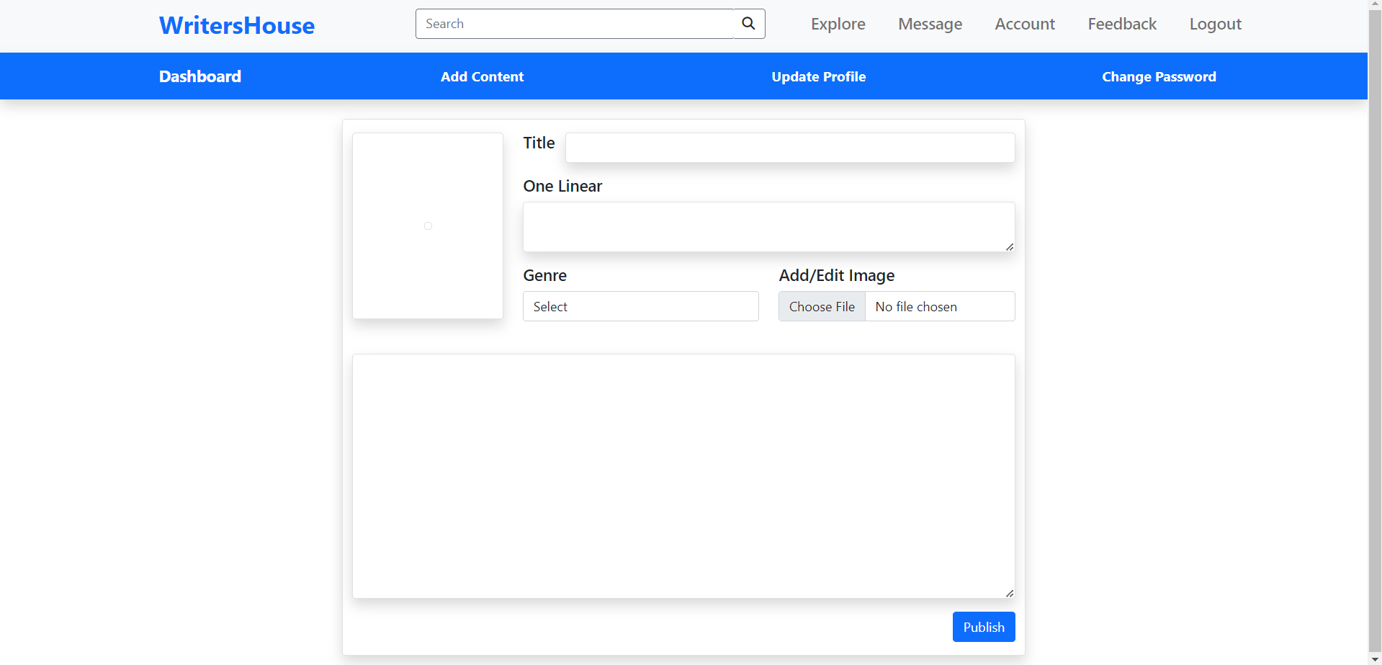 WritersHouse Search Explore Message Account Feedback Logout
Dashboard Add Content Update Profile Change Password
Title
One Linear
Genre Add/Edit Image
Select Choose File No file chosen
Publish